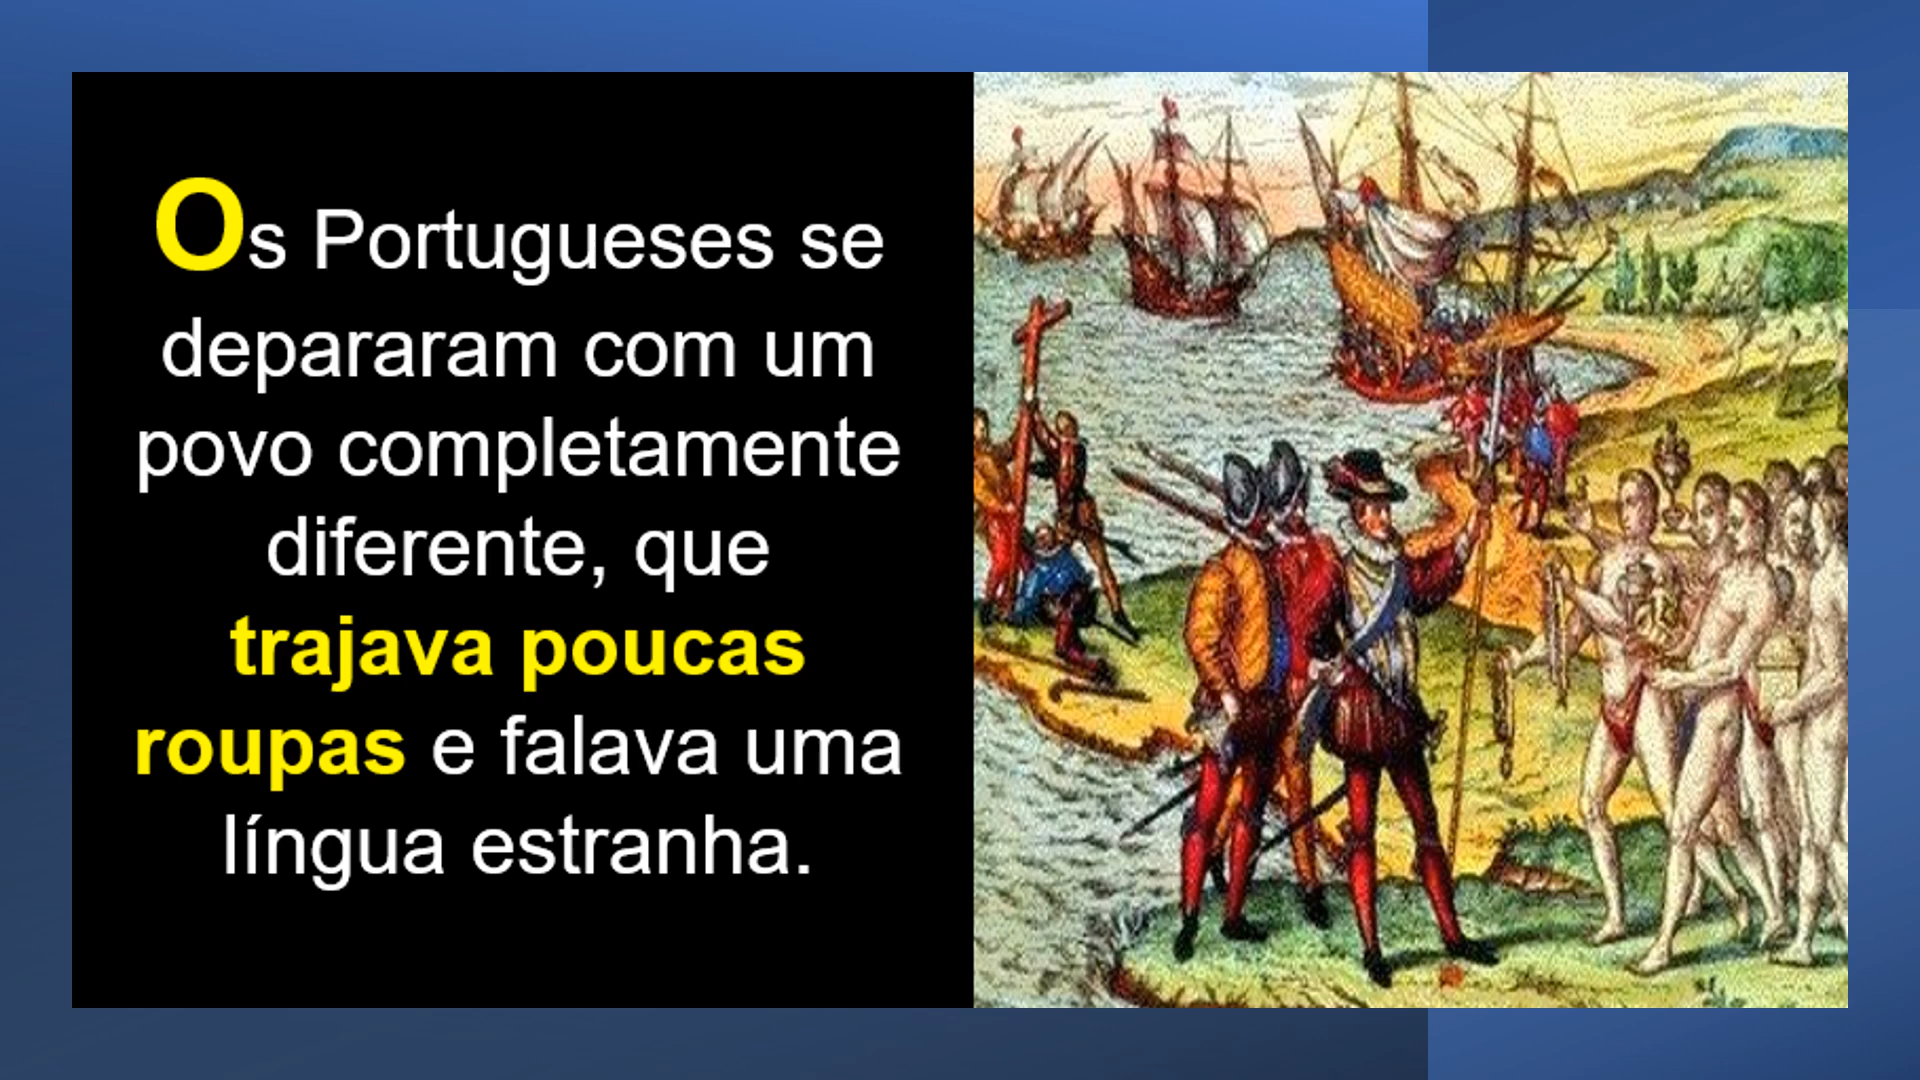 Os Portugueses se
depararam com um
povo completamente
diferente, que
trajava poucas
roupas e falava uma
língua estranha.